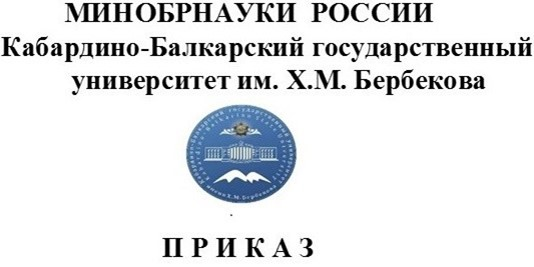 МИНОБРНАУКИ РОССИИ
Кабардино-Балкарский государственный
университет им. Х.М. Бербекова
П Р И К А З